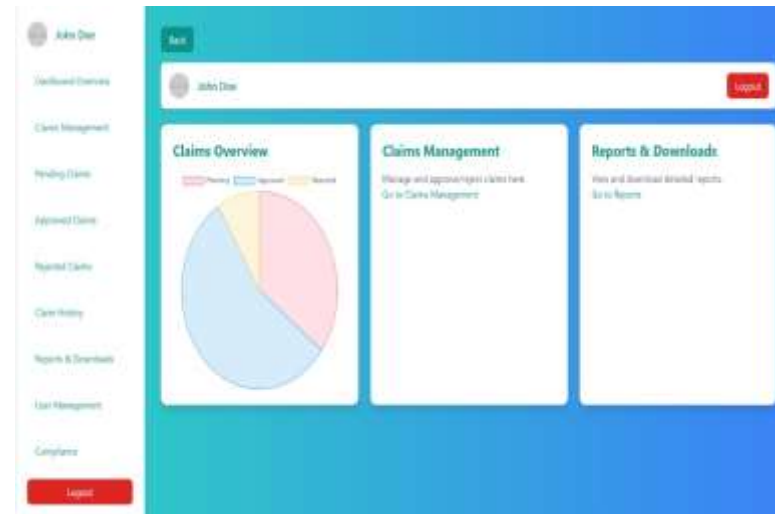 John Doe
Dashboard Overview
Claims Management
Pending Claims
Approved Claims
Rejected Claims
Claim History
Reports & Downloads
User Management
Compliance
Logout
Back
John Doe
Logout
Claims Overview
Pending Approved Rejected
Claims Management
Manage and approve/reject claims here.
Go to Claims Management
Reports & Downloads
View and download detailed reports.
Go to Reports